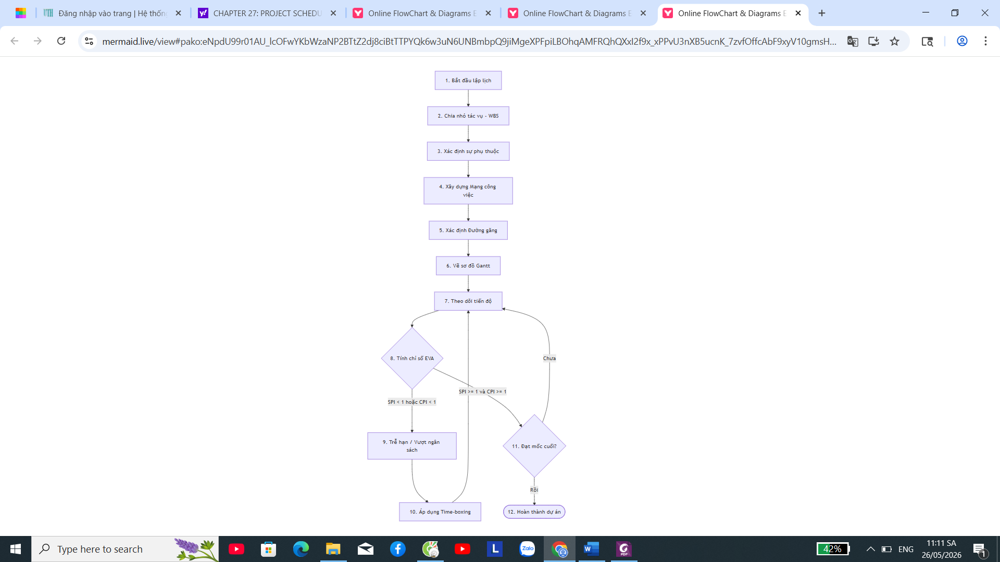 Đăng nhập vào trang | Hệ thốn
CHAPTER 27: PROJECT SCHEDU
Online FlowChart & Diagrams E
Online FlowChart & Diagrams E
Online FlowChart & Diagrams E
mermaid.live/view#pako:eNpdU99r01AU_lcOFwYKbWzaNP2BTtZ2dj8ciBtTTPYQk6w3uN6UNBmbpQ9jiMgeXPFpiLBOhqAMFRQhQXxI2f9x_xPPvU3nXB5ucnK_7zvfOffcAbF9xyV10gmsH...
1. Bắt đầu lập lịch
2. Chia nhỏ tác vụ - WBS
3. Xác định sự phụ thuộc
4. Xây dựng Mạng công
việc
5. Xác định Đường găng
6. Vẽ sơ đồ Gantt
7. Theo dõi tiến độ
8. Tính chỉ số EVA
Chưa
SPI >= 1 và CPI >= 1
SPI < 1 hoặc CPI < 1
9. Trễ hạn / Vượt ngân
sách
11. Đạt mốc cuối?
Rồi
10. Áp dụng Time-boxing
12. Hoàn thành dự án
Type here to search
L
Zalo
W
PDF
42%
ENG
11:11 SA
26/05/2026
1